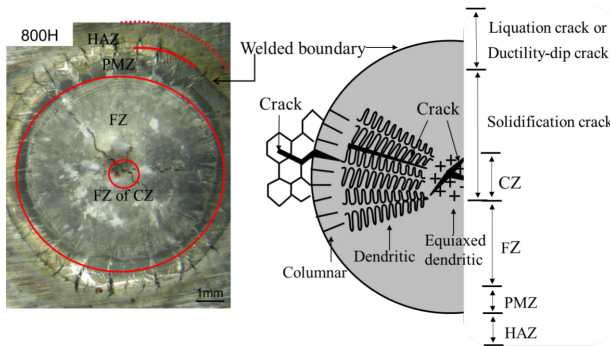 800H
HAZ
PMZ
FZ
FZ of CZ
1mm
Welded boundary
Crack
Crack
Columnar
Dendritic
Equiaxed
dendritic
Liquation crack or
Ductility-dip crack
Solidification crack
CZ
FZ
PMZ
HAZ